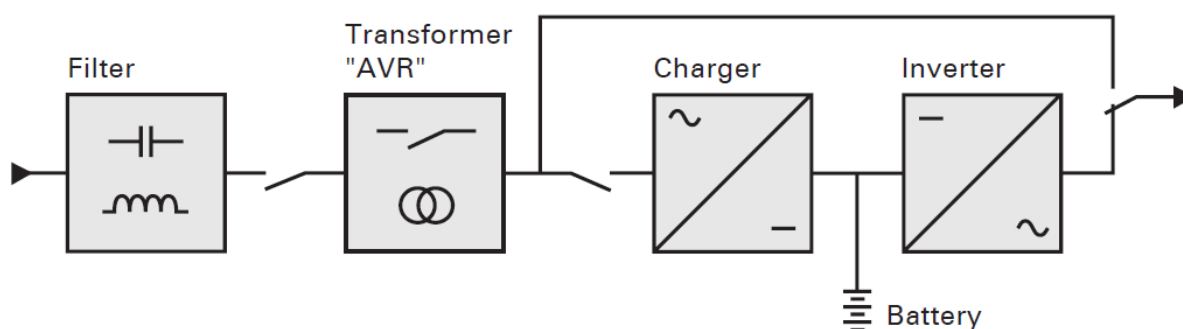 Filter
Transformer
"AVR"
Charger
Inverter
Battery